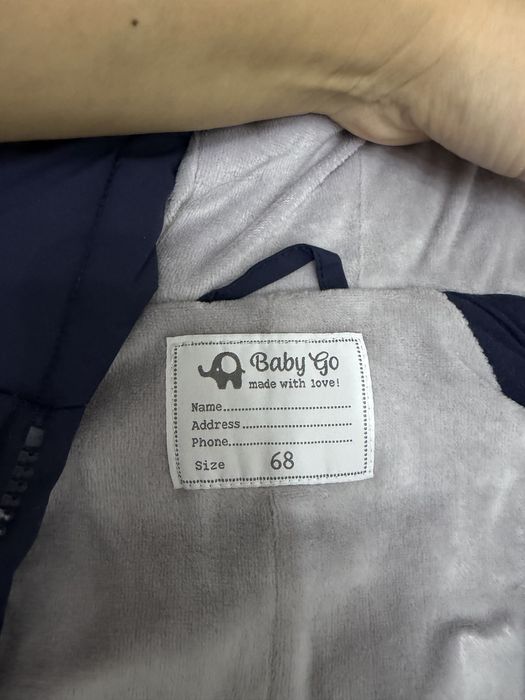 Baby Go
made with love!
Name..............................
Address..........................
Phone.............................
Size 68